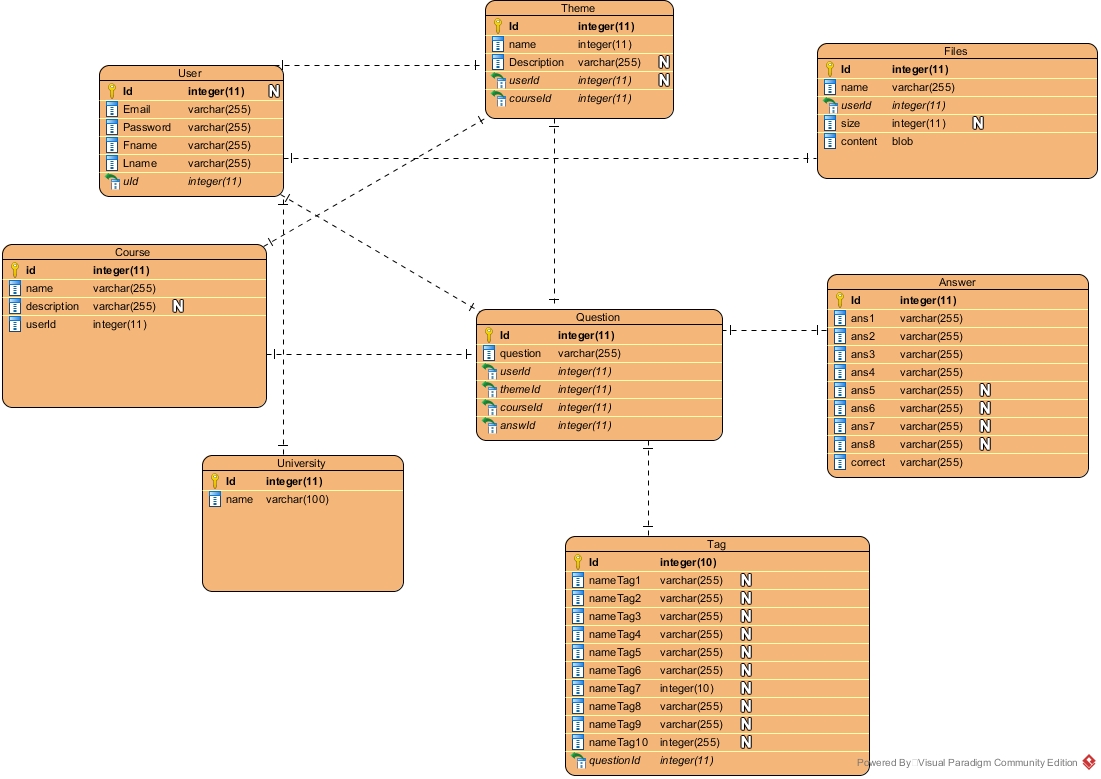 Theme
Id integer(11)
name integer(11)
Description varchar(255) N
userId integer(11) N
courseId integer(11)
User
Id integer(11) N
Email varchar(255)
Password varchar(255)
Fname varchar(255)
Lname varchar(255)
uId integer(11)
Files
Id integer(11)
name varchar(255)
userId integer(11)
size integer(11) N
content blob
Course
id integer(11)
name varchar(255)
description varchar(255) N
userId integer(11)
Question
Id integer(11)
question varchar(255)
userId integer(11)
themeId integer(11)
courseId integer(11)
answId integer(11)
Answer
Id integer(11)
ans1 varchar(255)
ans2 varchar(255)
ans3 varchar(255)
ans4 varchar(255)
ans5 varchar(255) N
ans6 varchar(255) N
ans7 varchar(255) N
ans8 varchar(255) N
correct varchar(255)
University
Id integer(11)
name varchar(100)
Tag
Id integer(10)
nameTag1 varchar(255) N
nameTag2 varchar(255) N
nameTag3 varchar(255) N
nameTag4 varchar(255) N
nameTag5 varchar(255) N
nameTag6 varchar(255) N
nameTag7 integer(10) N
nameTag8 varchar(255) N
nameTag9 varchar(255) N
nameTag10 integer(255) N
questionId integer(11)
Powered By Visual Paradigm Community Edition